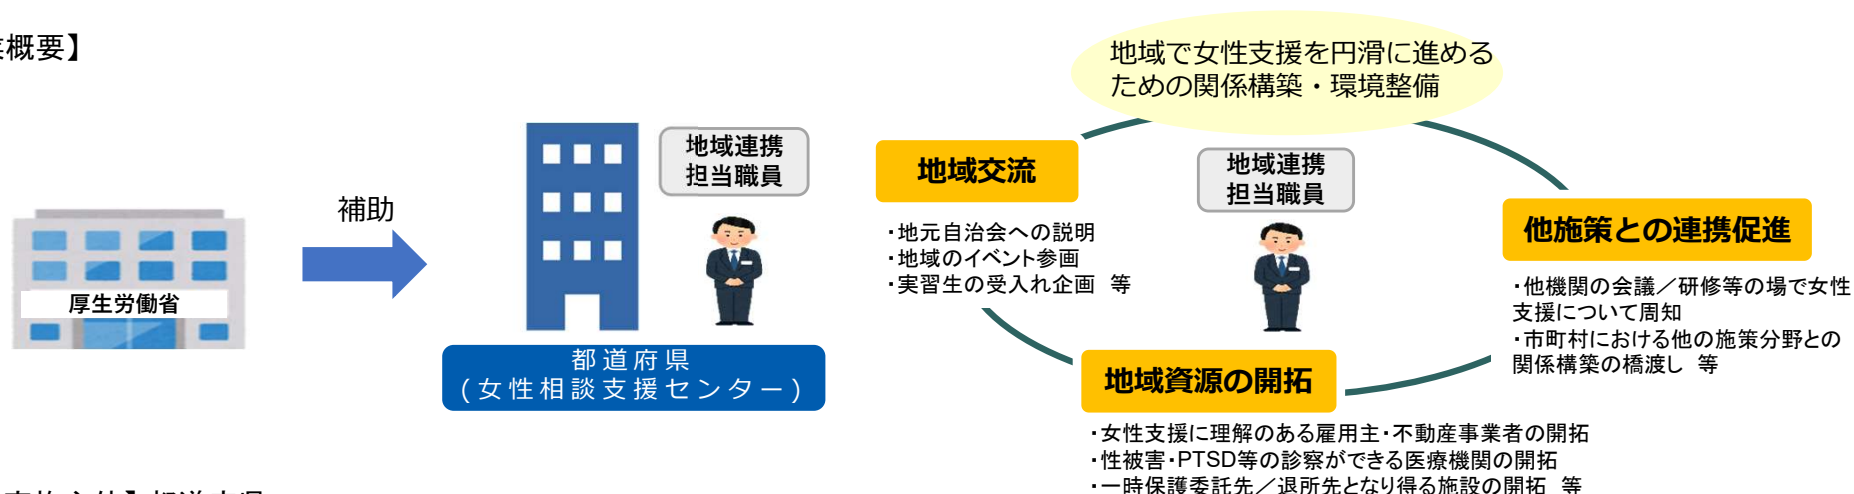 概要】
厚生労働省
補助
地域連携
担当職員
都道府県
(女性相談支援センター)
地域で女性支援を円滑に進める
ための関係構築・環境整備
地域交流
・地元自治会への説明
・地域のイベント参画
・実習生の受入れ企画 等
地域連携
担当職員
他施策との連携促進
・他機関の会議／研修等の場で女性
支援について周知
・市町村における他の施策分野との
関係構築の橋渡し 等
地域資源の開拓
・女性支援に理解のある雇用主・不動産事業者の開拓
・性被害・PTSD等の診察ができる医療機関の開拓
・一時保護委託先／退所先となり得る施設の開拓 等